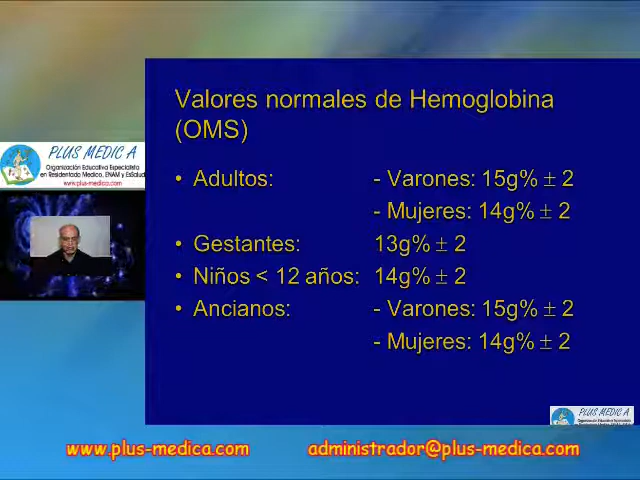 Valores normales de Hemoglobina
(OMS)
• Adultos: - Varones: 15g% ± 2
- Mujeres: 14g% ± 2
• Gestantes: 13g% ± 2
• Niños < 12 años: 14g% ± 2
• Ancianos: - Varones: 15g% ± 2
- Mujeres: 14g% ± 2
PLUS MEDIC A
Organización Educativa Especialista
en Residentado Medico, ENAM y EsSalud
www.plus-medica.com
PLUS MEDIC A
www.plus-medica.com administrador@plus-medica.com